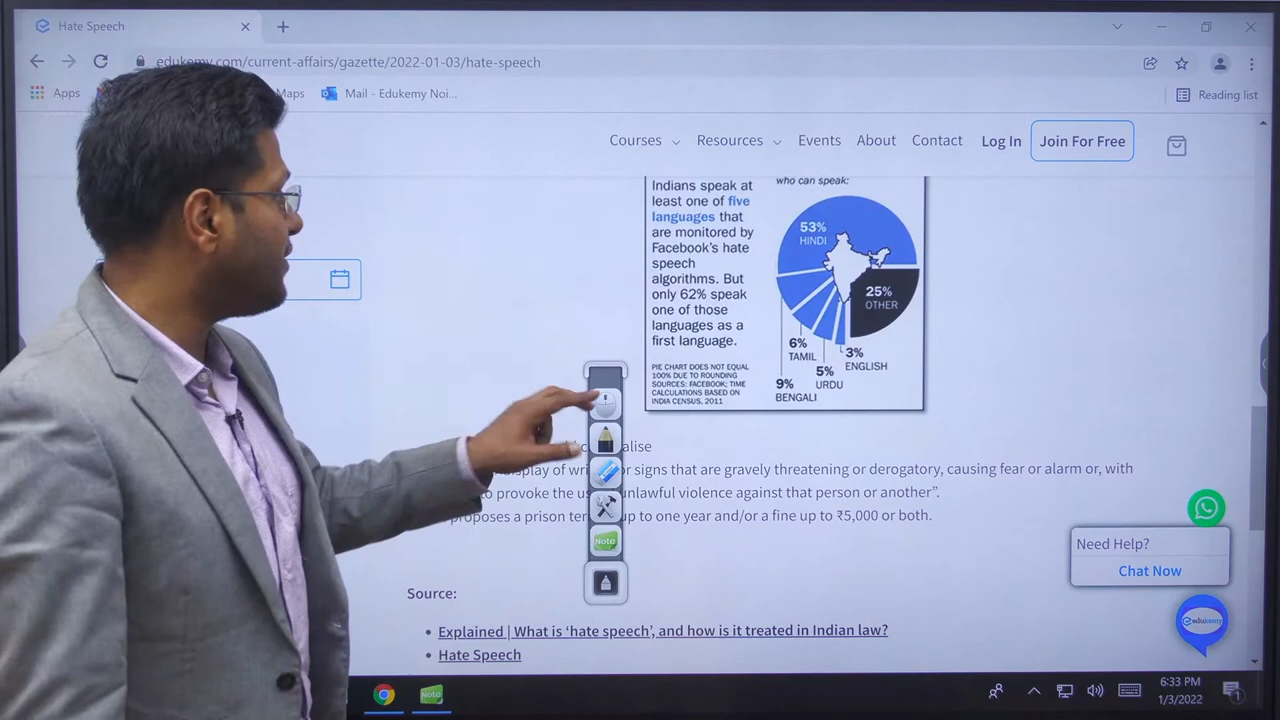 Hate Speech
edukemy.com/current-affairs/gazette/2022-01-03/hate-speech
Apps
Maps
Mail - Edukemy Noi...
Reading list
Courses
Resources
Events
About
Contact
Log In
Join For Free
Indians speak at
least one of five
languages that
are monitored by
Facebook's hate
speech
algorithms. But
only 62% speak
one of those
languages as a
first language.
PIE CHART DOES NOT EQUAL
100% DUE TO ROUNDING
SOURCES: FACEBOOK; TIME
CALCULATIONS BASED ON
INDIA CENSUS, 2011
who can speak:
53%
HINDI
25%
OTHER
6%
TAMIL
3%
ENGLISH
5%
URDU
9%
BENGALI
or signs that are gravely threatening or derogatory, causing fear or alarm or, with
to provoke the unlawful violence against that person or another”.
proposes a prison up to one year and/or a fine up to ₹5,000 or both.
Note
Source:
Explained | What is ‘hate speech’, and how is it treated in Indian law?
Hate Speech
Need Help?
Chat Now
edukemy
Note
6:33 PM
1/3/2022
1